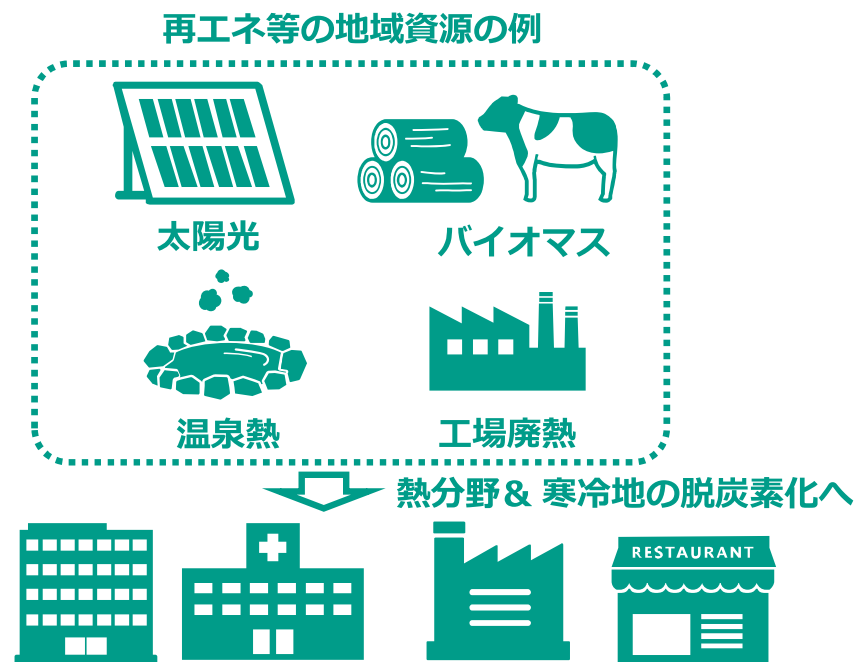 再エネ等の地域資源の例
太陽光
バイオマス
温泉熱
工場廃熱
熱分野& 寒冷地の脱炭素化へ
RESTAURANT